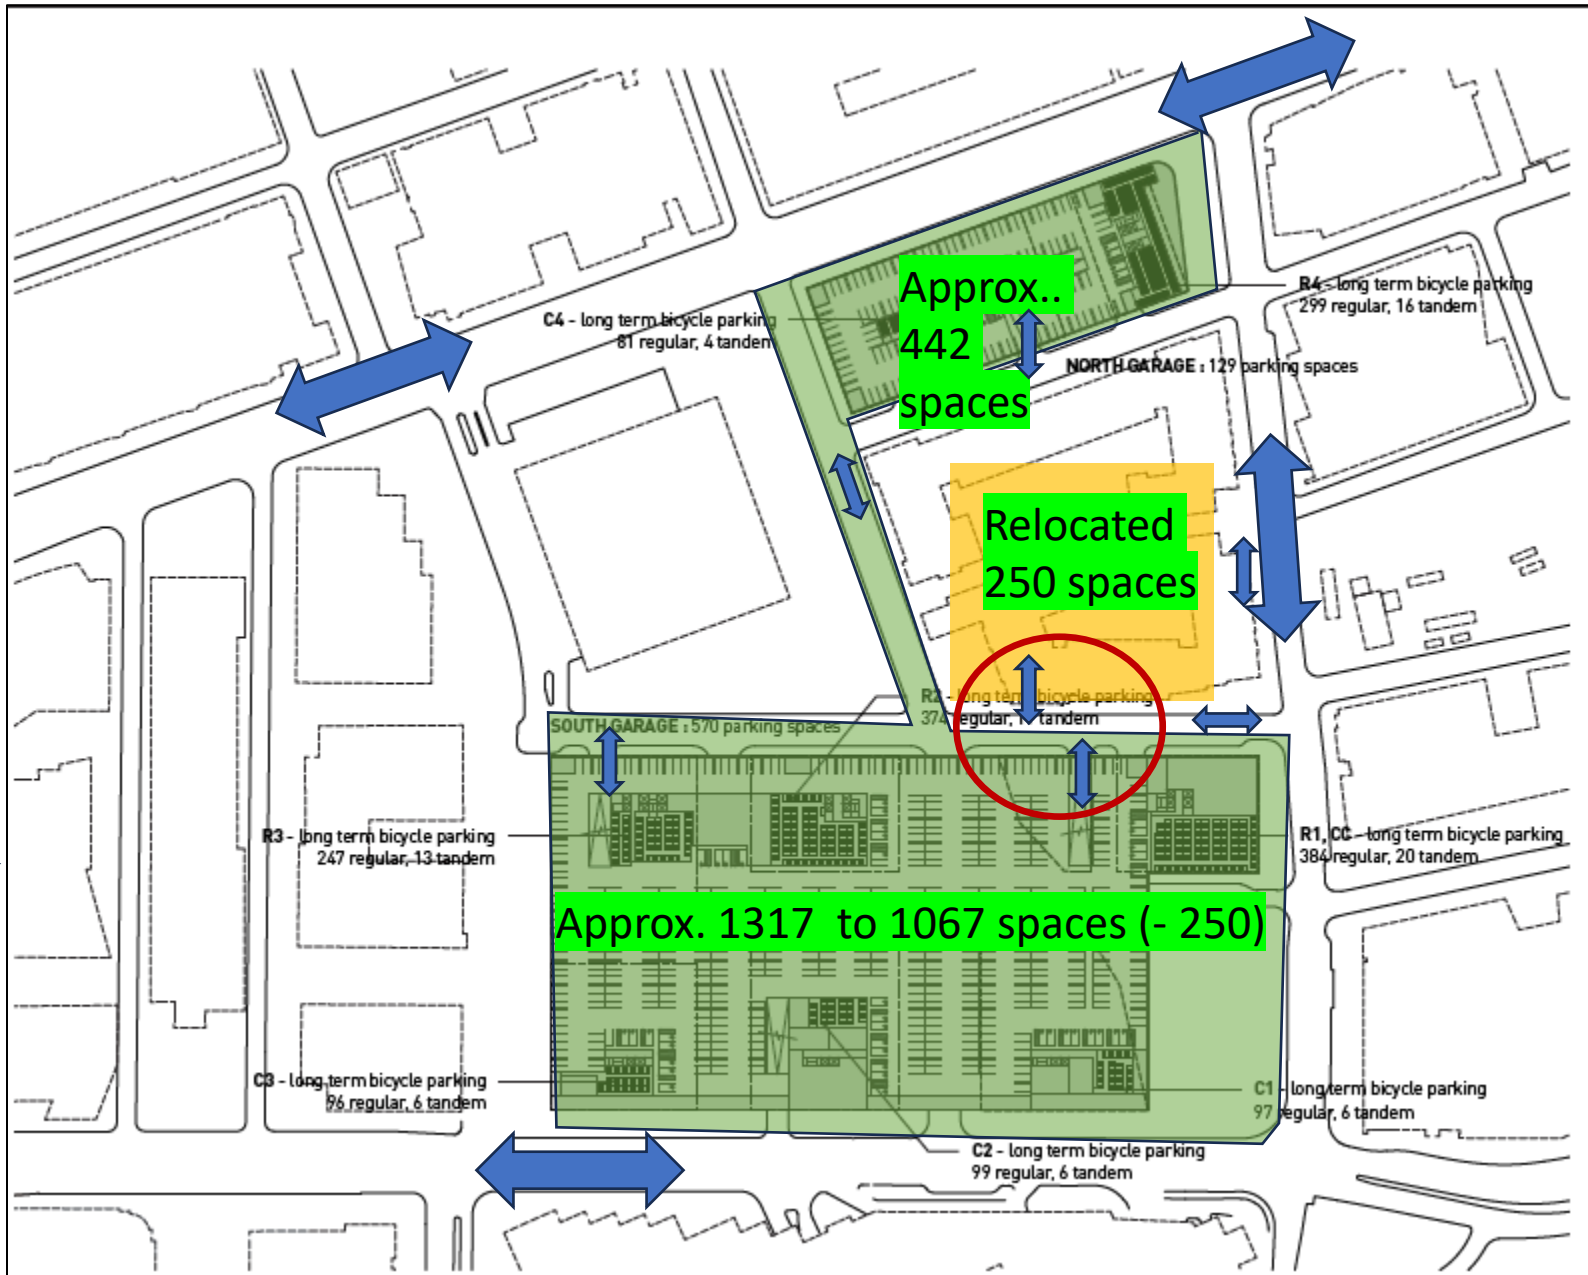 Approx..
442
spaces
R4 - long term bicycle parking
299 regular, 16 tandem
C4 - long term bicycle parking
81 regular, 4 tandem
NORTH GARAGE : 129 parking spaces
Relocated
250 spaces
R2 - long term bicycle parking
374 regular, tandem
SOUTH GARAGE : 570 parking spaces
R3 - long term bicycle parking
247 regular, 13 tandem
R1, CC - long term bicycle parking
384 regular, 20 tandem
Approx. 1317 to 1067 spaces (- 250)
C3 - long term bicycle parking
96 regular, 6 tandem
C1 - long term bicycle parking
97 regular, 6 tandem
C2 - long term bicycle parking
99 regular, 6 tandem